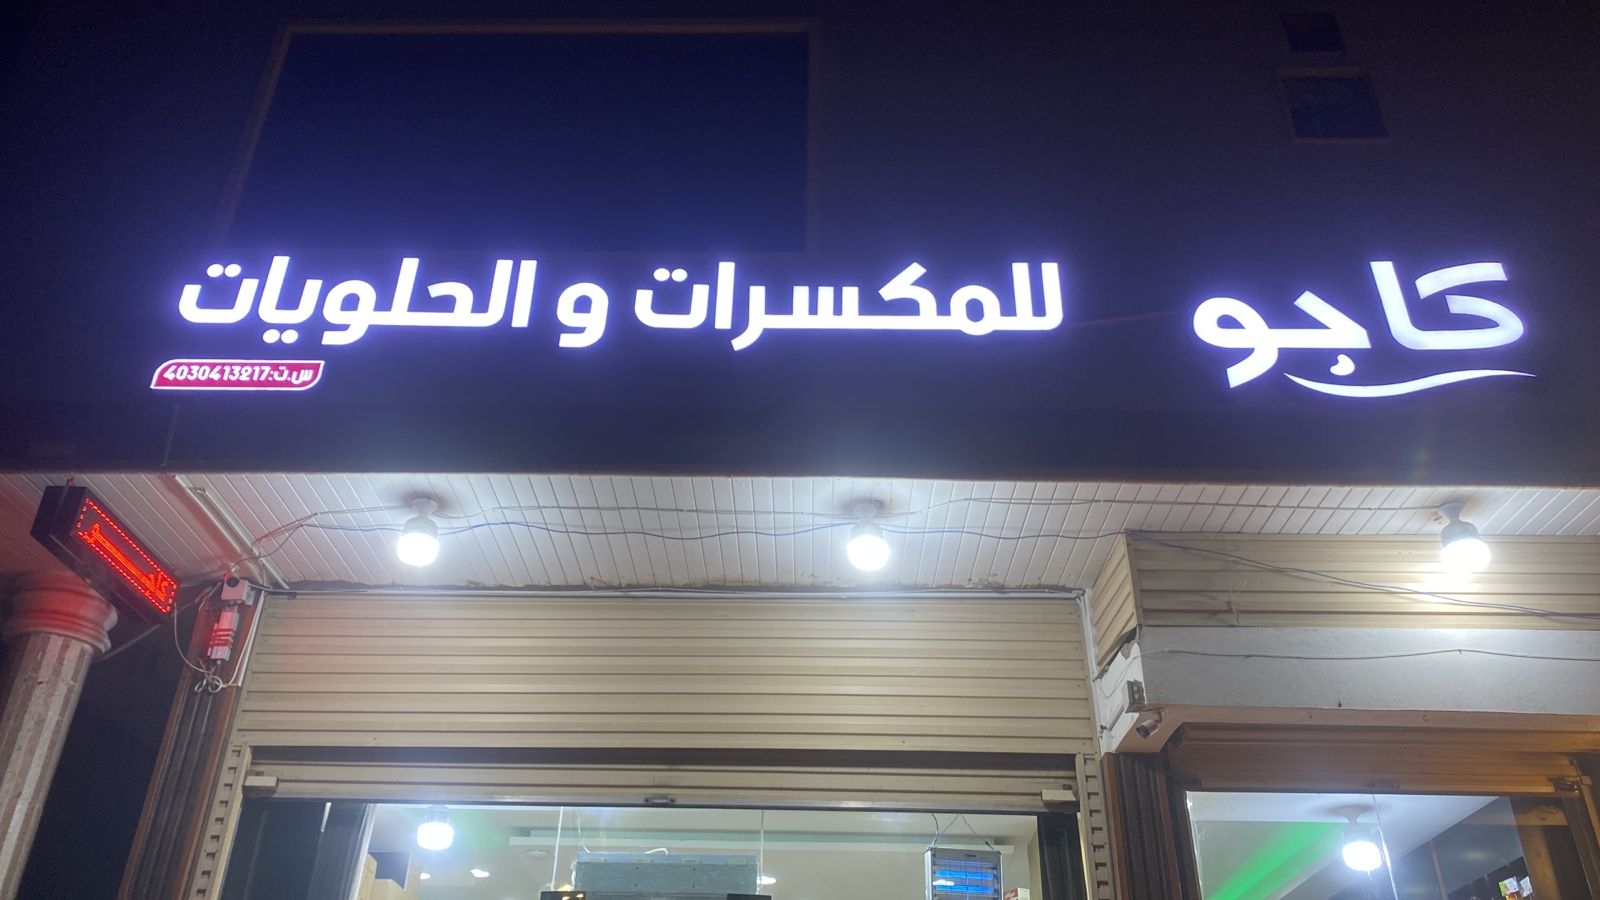 كاجو
للمكسرات و الحلويات
س.ت:4030413217